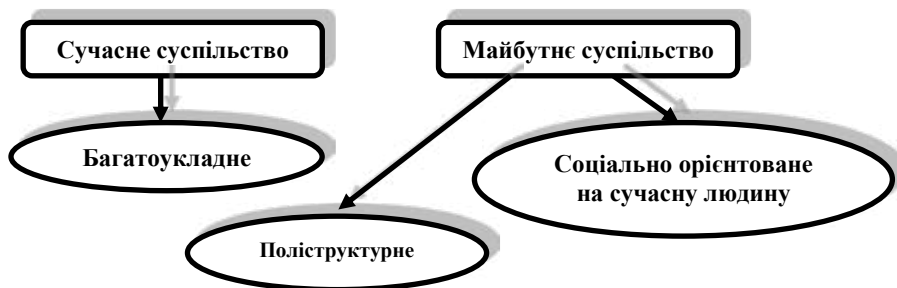 Сучасне суспільство
Майбутнє суспільство
Багатоукладне
Соціально орієнтоване
на сучасну людину
Поліструктурне